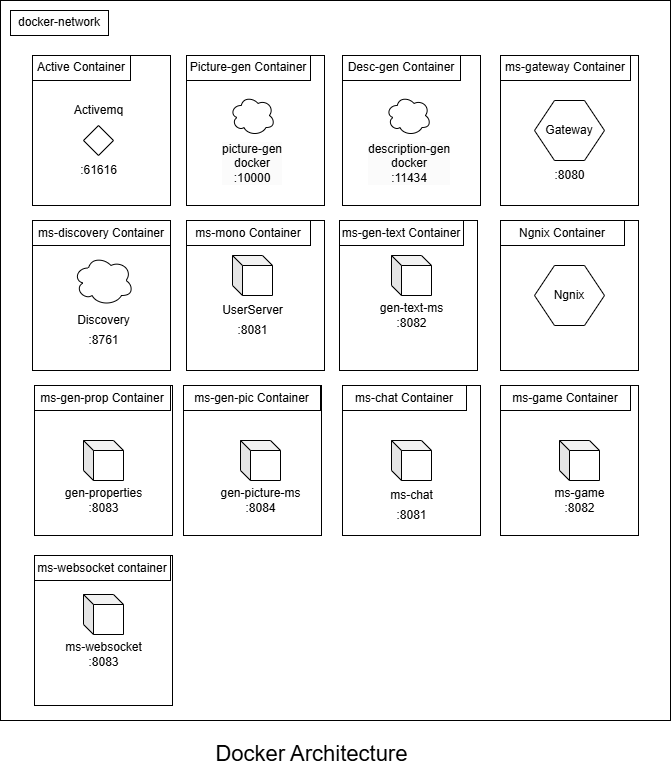 docker-network
Active Container
Activemq
:61616
Picture-gen Container
picture-gen
docker
:10000
Desc-gen Container
description-gen
docker
:11434
ms-gateway Container
Gateway
:8080
ms-discovery Container
Discovery
:8761
ms-mono Container
UserServer
:8081
ms-gen-text Container
gen-text-ms
:8082
Ngnix Container
Ngnix
ms-gen-prop Container
gen-properties
:8083
ms-gen-pic Container
gen-picture-ms
:8084
ms-chat Container
ms-chat
:8081
ms-game Container
ms-game
:8082
ms-websocket container
ms-websocket
:8083
Docker Architecture